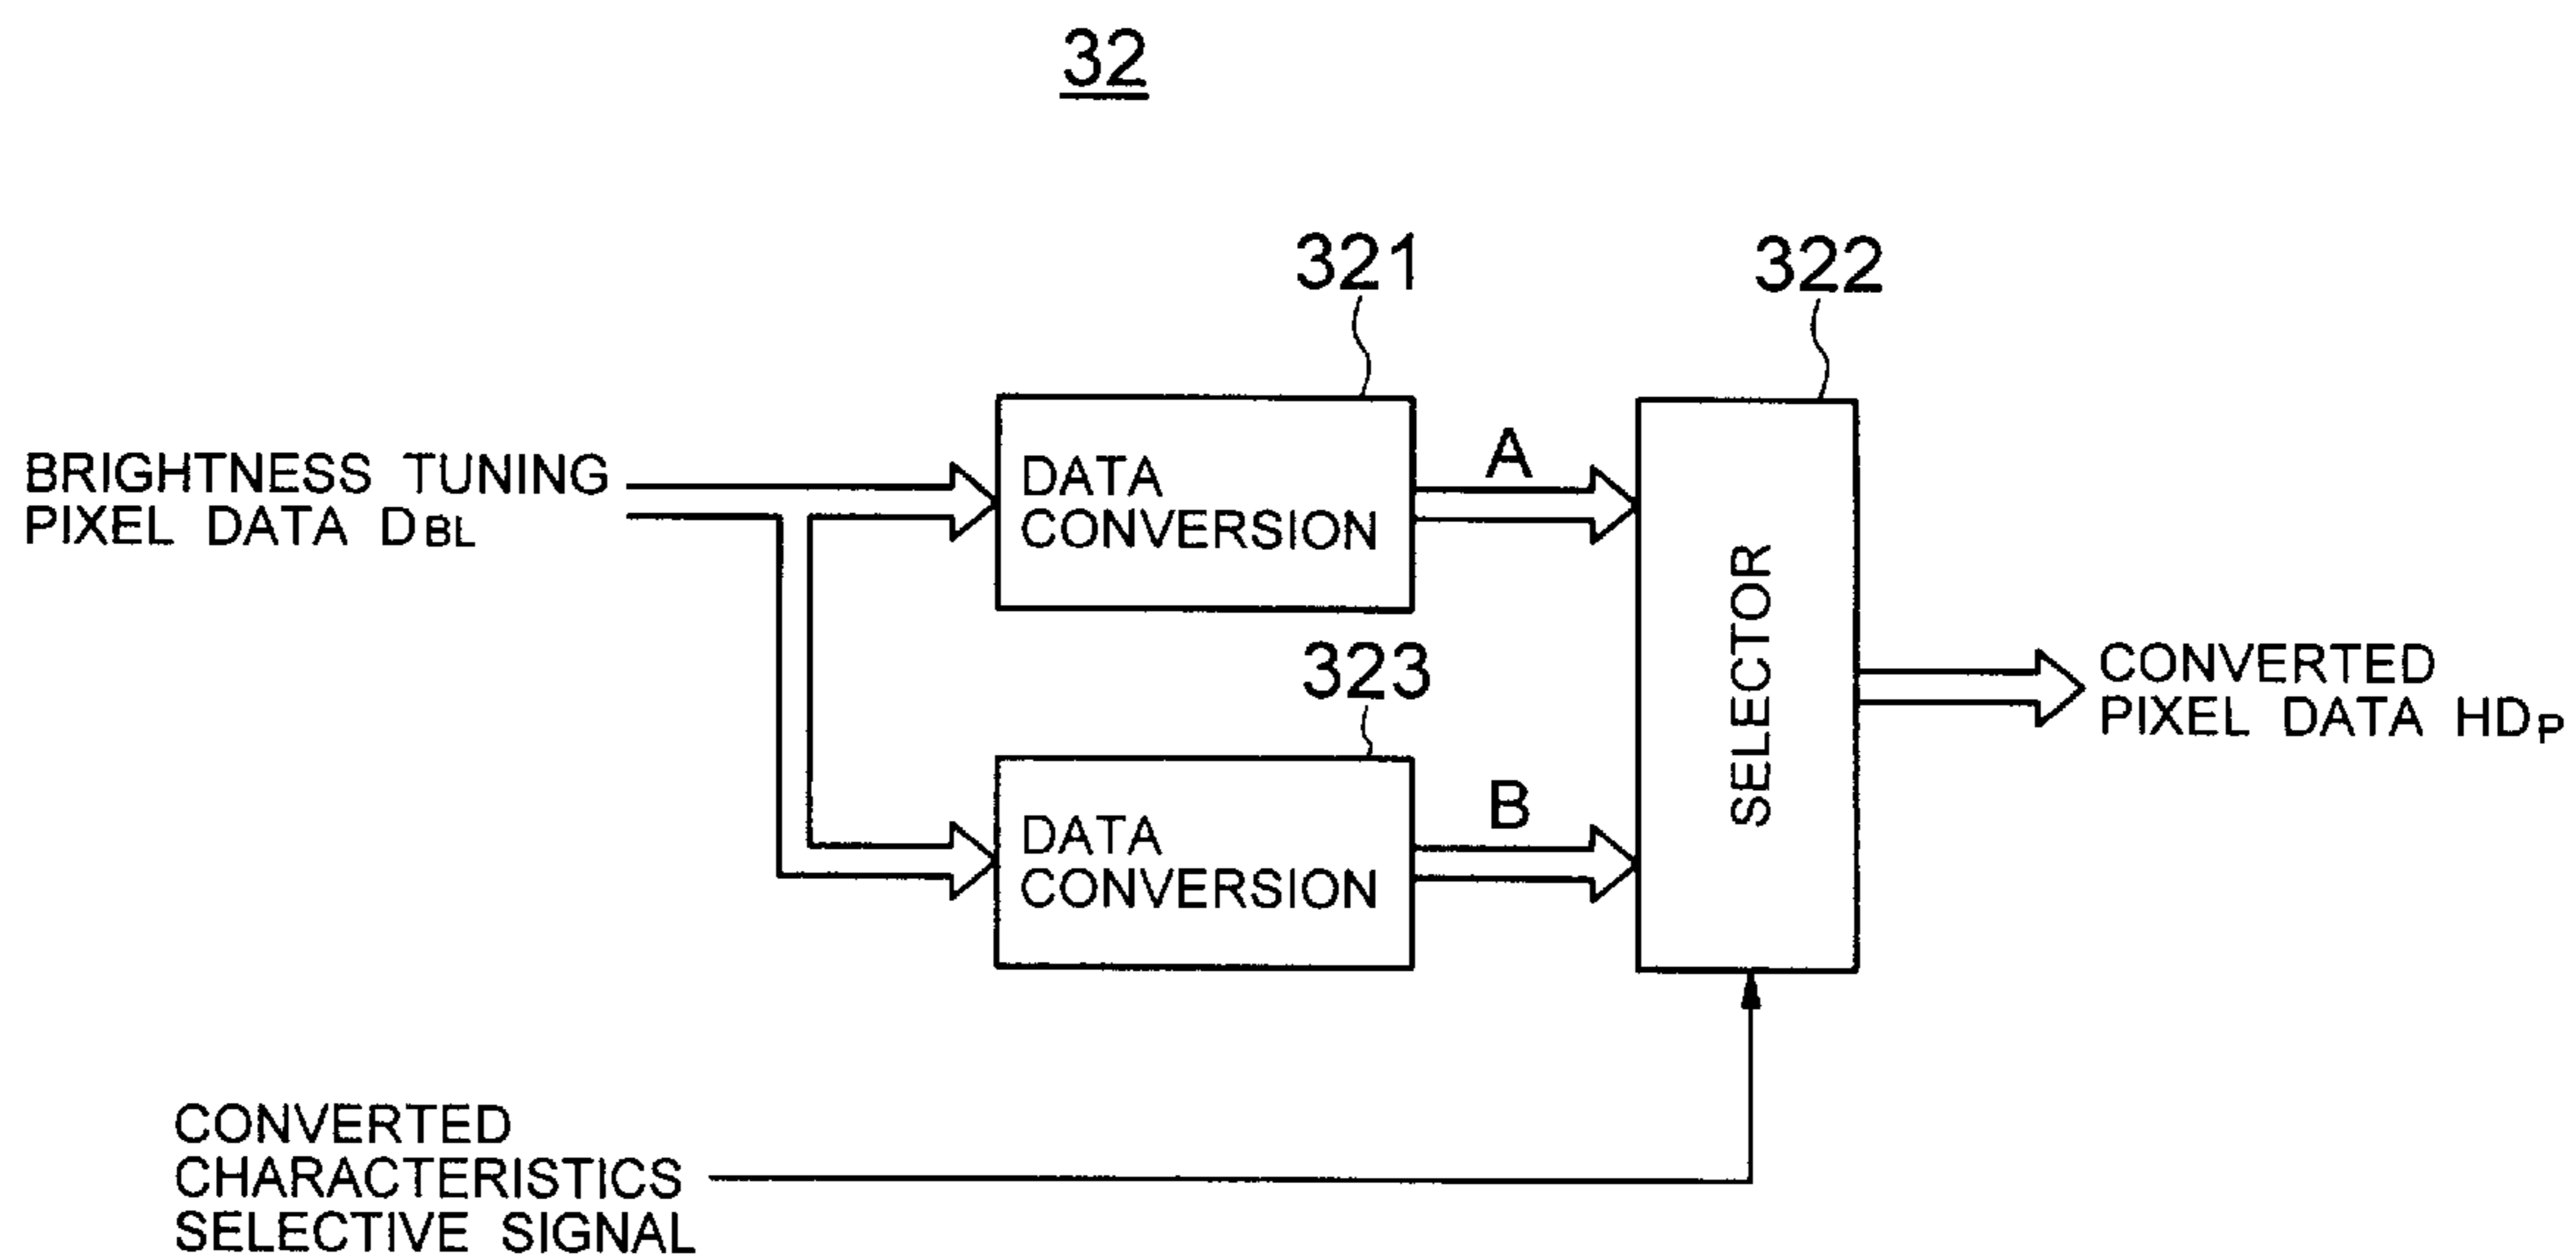 32
321
322
BRIGHTNESS TUNING
PIXEL DATA DBL
DATA
CONVERSION
A
SELECTOR
323
CONVERTED
PIXEL DATA HDP
DATA
CONVERSION
B
CONVERTED
CHARACTERISTICS
SELECTIVE SIGNAL